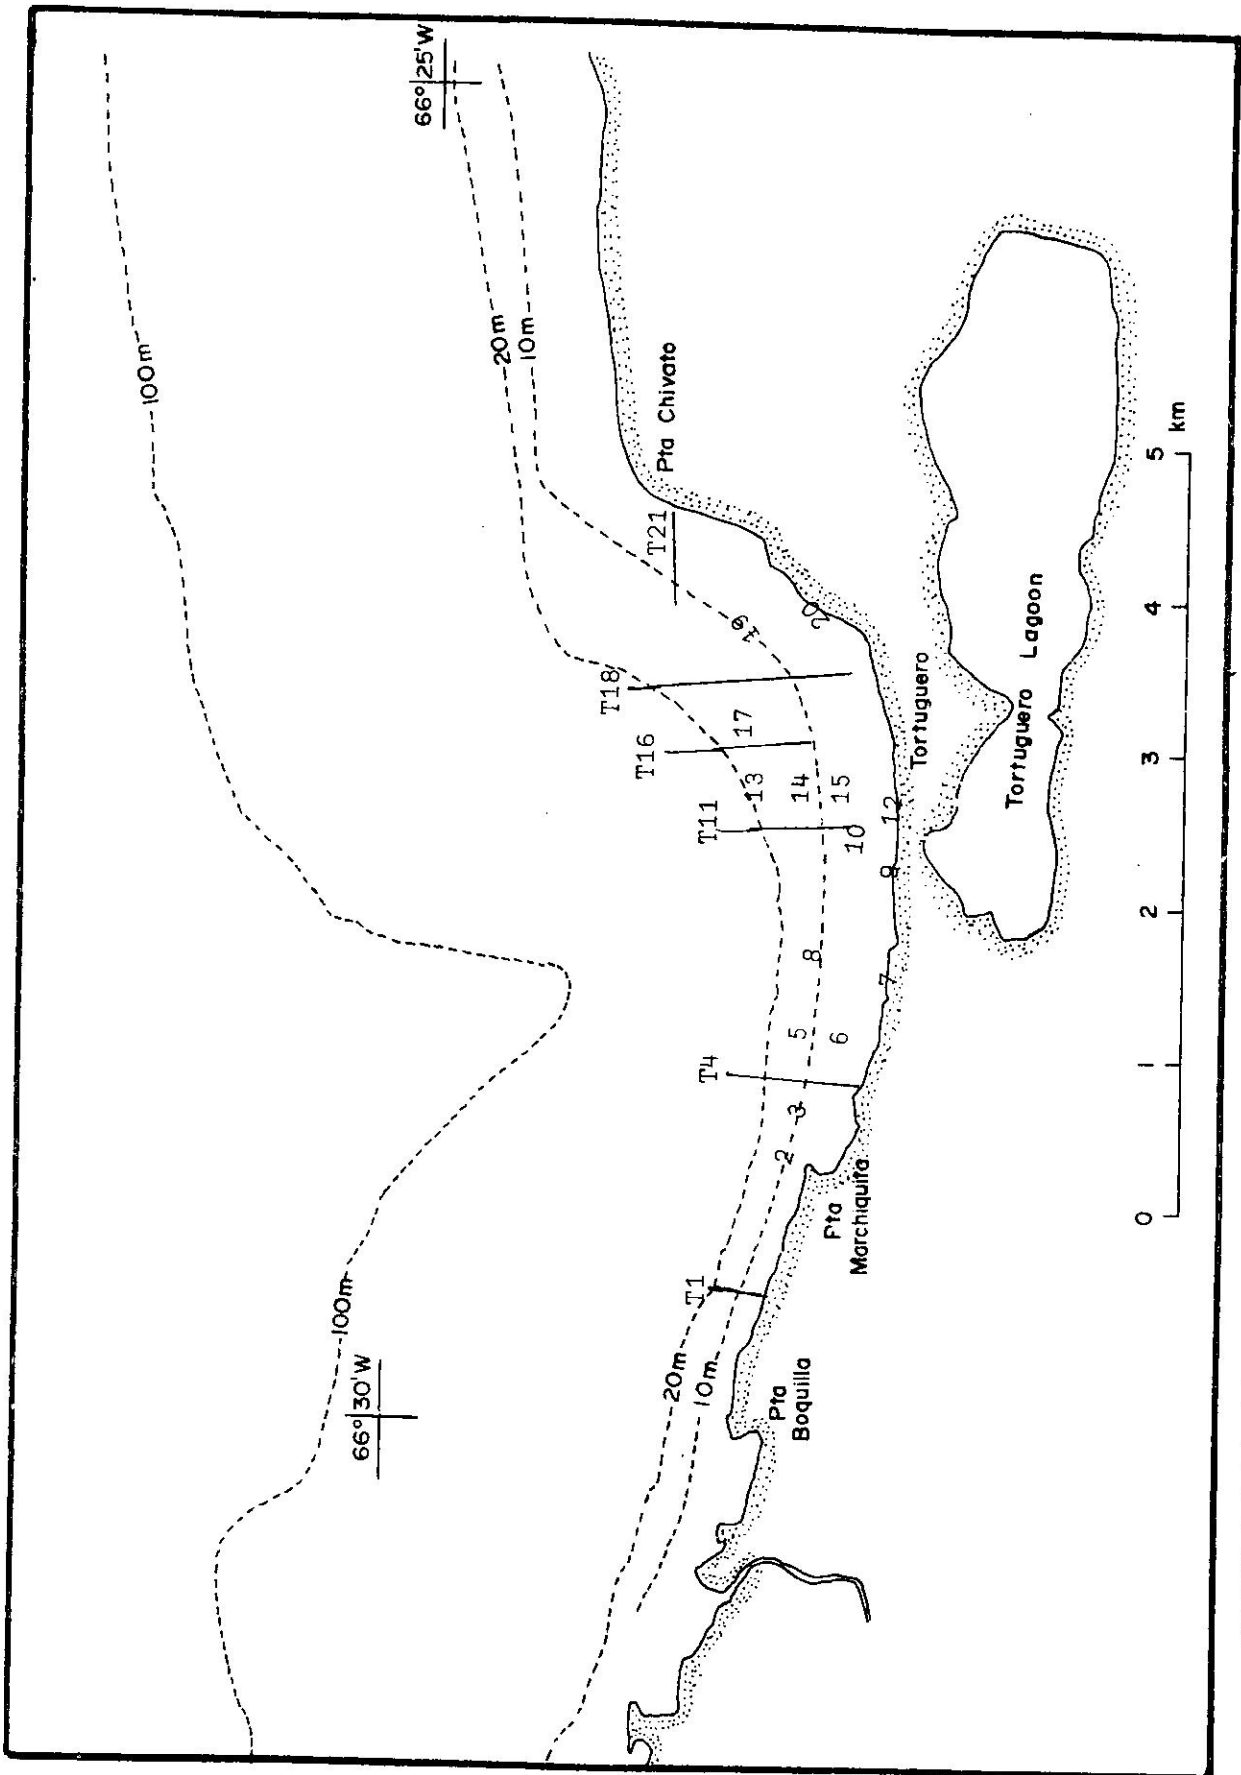 66° 25'W
100m
20m
10m
Pta Chivato
T21
19
20
T18
T16
17
Tortuguero
T11
13
14
15
10
12
9
Tortuguero Lagoon
8
7
5
6
T4
3
2
Pta
Marchiquita
T1
100m
66° 30'W
20m
10m
Pta
Boquilla
0 1 2 3 4 5
km